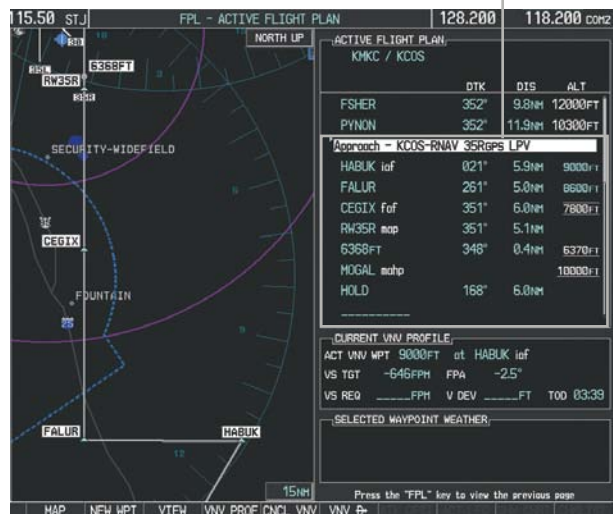 115.50 STJ FPL – ACTIVE FLIGHT PLAN 128.200 118.200 COM2
NORTH UP
6368FT
RW35R
35L
35R
SECURITY-WIDEFIELD
CEGIX
FOUNTAIN
25
FALUR
HABUK
12
15NM
ACTIVE FLIGHT PLAN
KMKC / KCOS
DTK DIS ALT
FSHER 352° 9.8NM 12000FT
PYNON 352° 11.9NM 10300FT
Approach – KCOS-RNAV 35RGPS LPV
HABUK iaf 021° 5.9NM 9000FT
FALUR 261° 5.0NM 8600FT
CEGIX faf 351° 6.0NM 7800FT
RW35R map 351° 5.1NM
6368FT 348° 0.4NM 6370FT
MOGAL mahp 10000FT
HOLD 168° 6.0NM
__________
CURRENT VNV PROFILE
ACT VNV WPT 9000FT at HABUK iaf
VS TGT -646FPM FPA -2.5°
VS REQ _____FPM V DEV _____FT TOD 03:39
SELECTED WAYPOINT WEATHER
Press the "FPL" key to view the previous page
MAP NEW WPT VIEW VNV PROF CNCL VNV VNV D